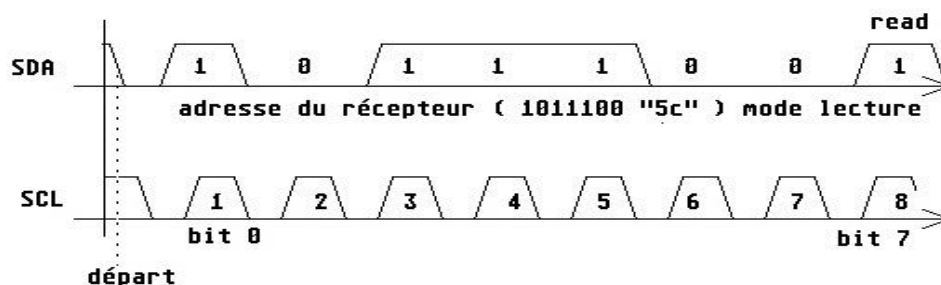 read
SDA 1 0 1 1 1 0 0 1
adresse du récepteur ( 1011100 "5c" ) mode lecture
SCL 1 2 3 4 5 6 7 8
bit 0 bit 7
départ